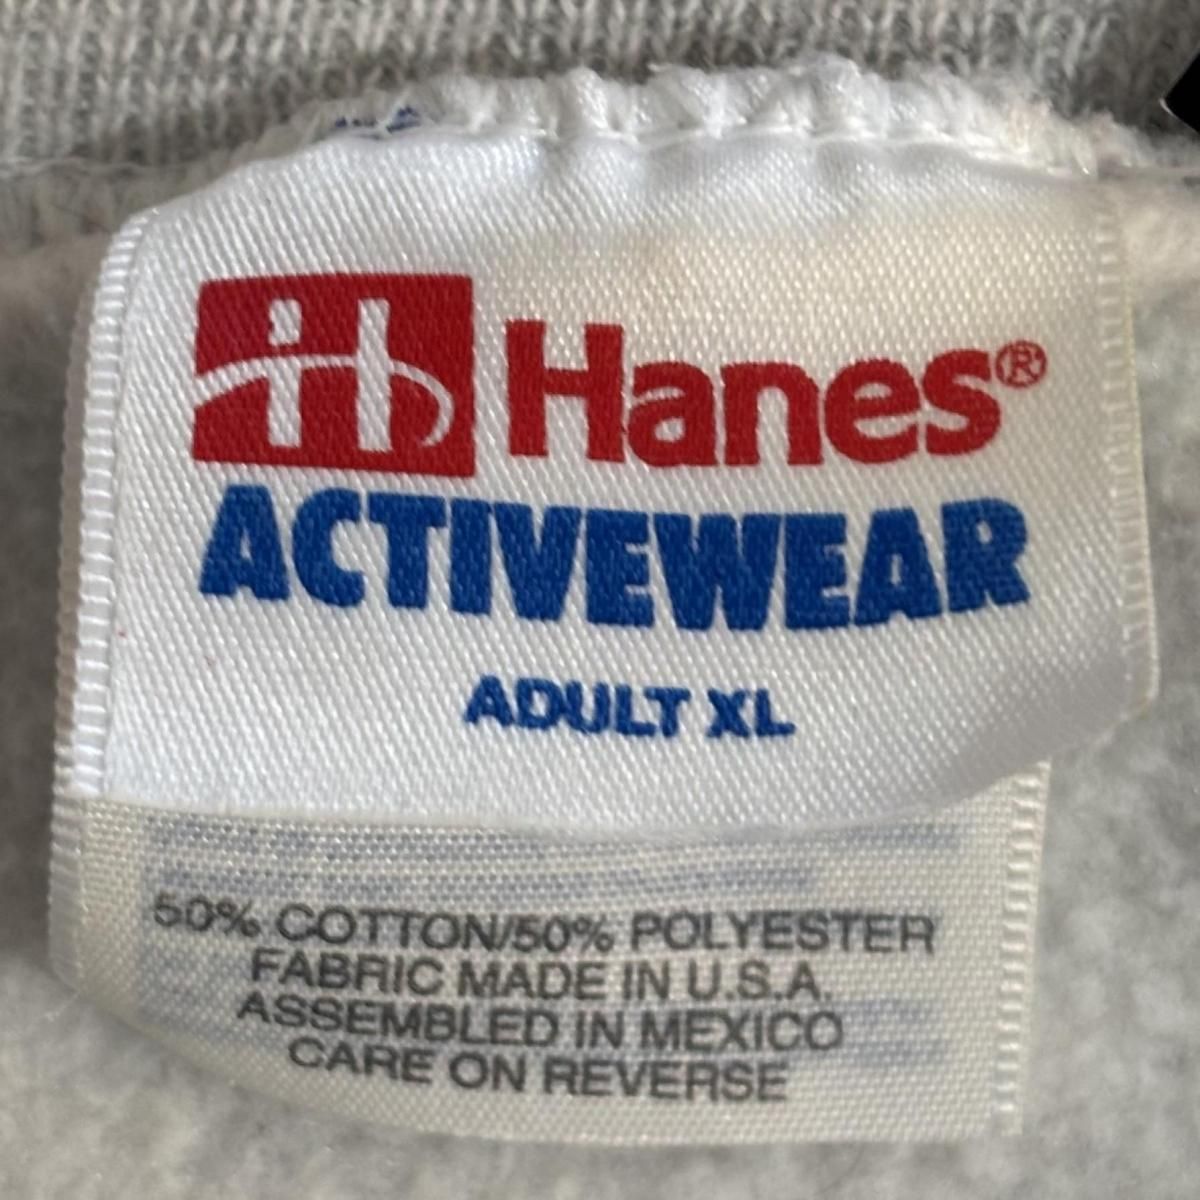 Hanes®
ACTIVEWEAR
ADULT XL
50% COTTON/50% POLYESTER
FABRIC MADE IN U.S.A.
ASSEMBLED IN MEXICO
CARE ON REVERSE